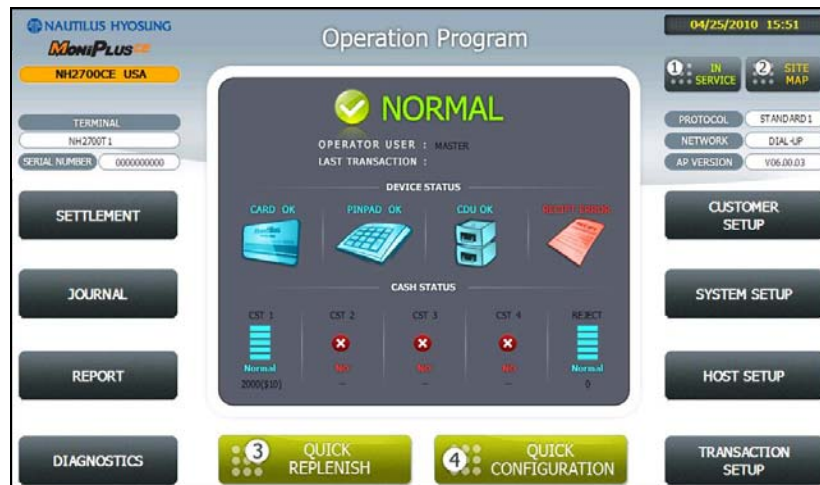 NAUTILUS HYOSUNG
MoniPlus CE
NH2700CE USA
Operation Program
04/25/2010 15:51
1 IN SERVICE
2 SITE MAP
TERMINAL
NH2700T1
SERIAL NUMBER 0000000000
PROTOCOL STANDARD1
NETWORK DIAL-UP
AP VERSION V06.00.03
NORMAL
OPERATOR USER : MASTER
LAST TRANSACTION :
DEVICE STATUS
CARD OK PINPAD OK CDU OK RECEIPT ERROR
CASH STATUS
CST 1 CST 2 CST 3 CST 4 REJECT
Normal NO NO NO Normal
2000($10) -- -- -- 0
SETTLEMENT
JOURNAL
REPORT
DIAGNOSTICS
CUSTOMER
SETUP
SYSTEM SETUP
HOST SETUP
TRANSACTION
SETUP
3 QUICK
REPLENISH
4 QUICK
CONFIGURATION